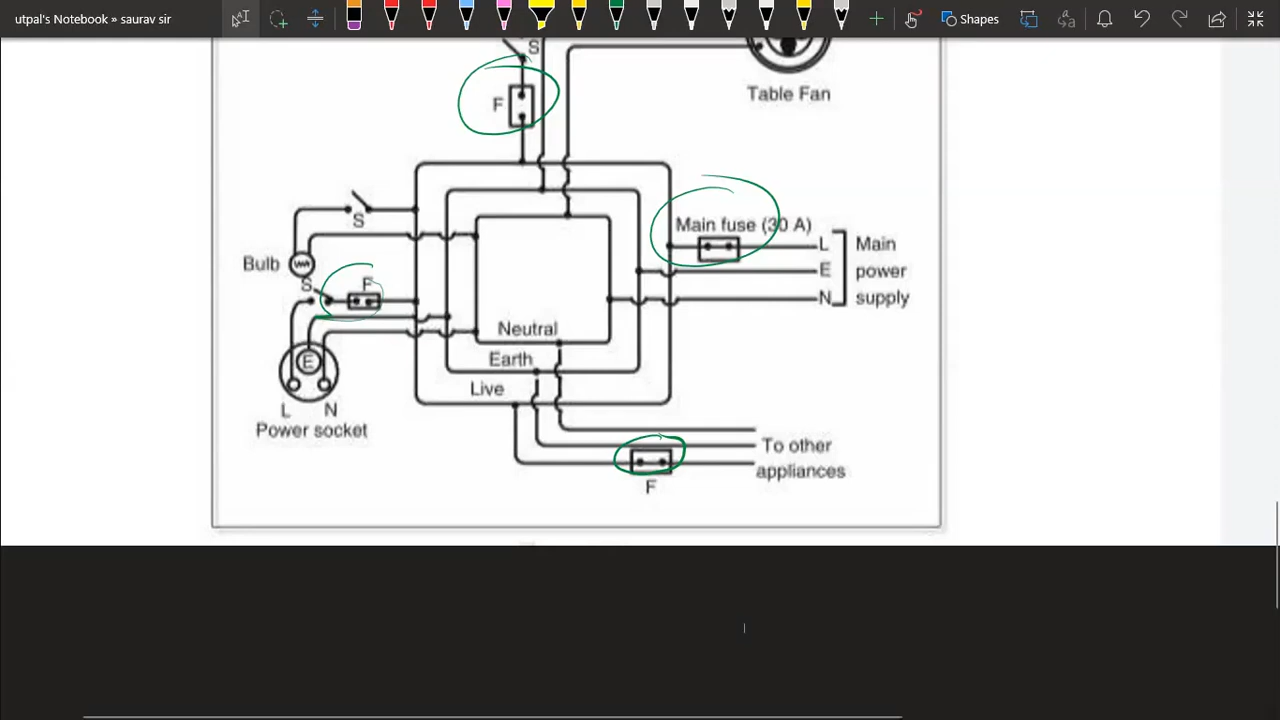 utpal's Notebook » saurav sir
Shapes
S
F
Table Fan
S
Main fuse (30 A)
L
Main
Bulb
S
F
E
power
N
supply
Neutral
E
Earth
Live
L
N
Power socket
To other
appliances
F